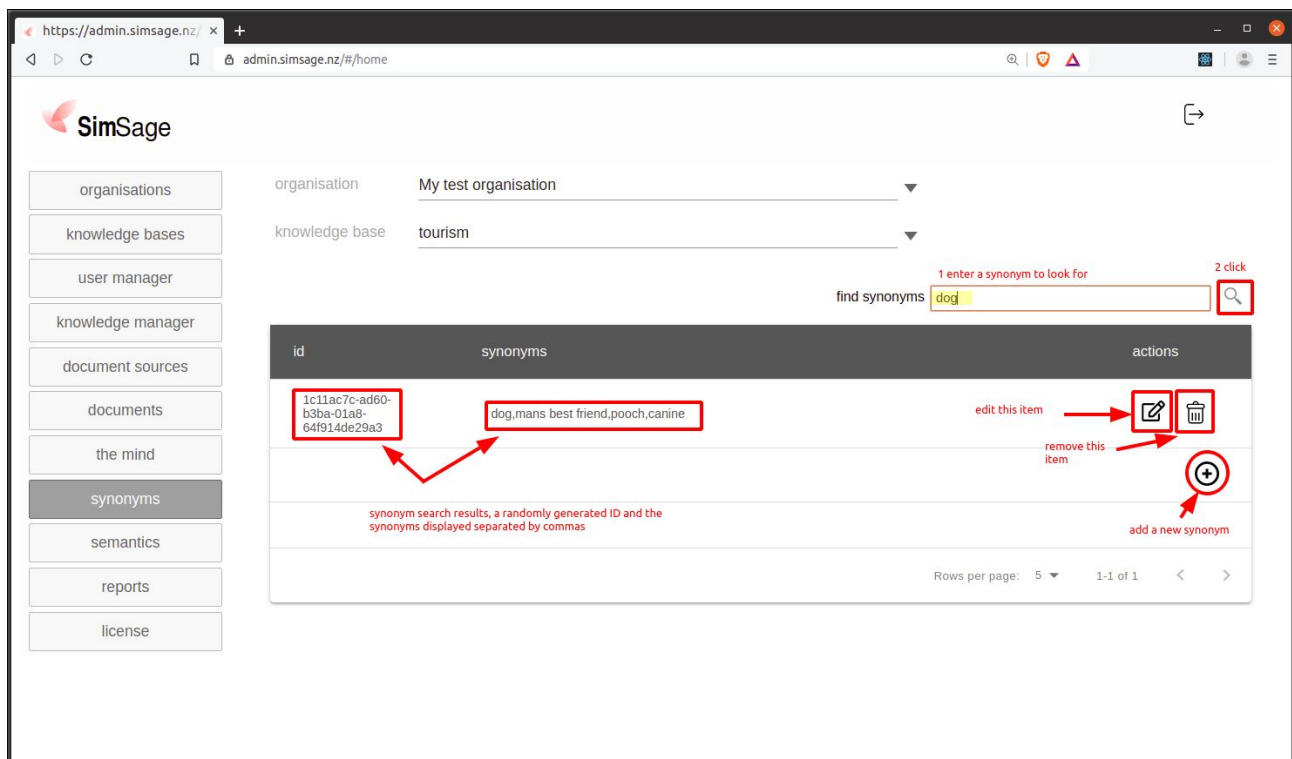 https://admin.simsage.nz/
admin.simsage.nz/#/home
SimSage
organisations
knowledge bases
user manager
knowledge manager
document sources
documents
the mind
synonyms
semantics
reports
license
organisation My test organisation
knowledge base tourism
1 enter a synonym to look for
2 click
find synonyms dog
id synonyms actions
1c11ac7c-ad60-
b3ba-01a8-
64f914de29a3
dog,mans best friend,pooch,canine
edit this item
remove this
item
synonym search results, a randomly generated ID and the
synonyms displayed separated by commas
add a new synonym
Rows per page: 5 1-1 of 1